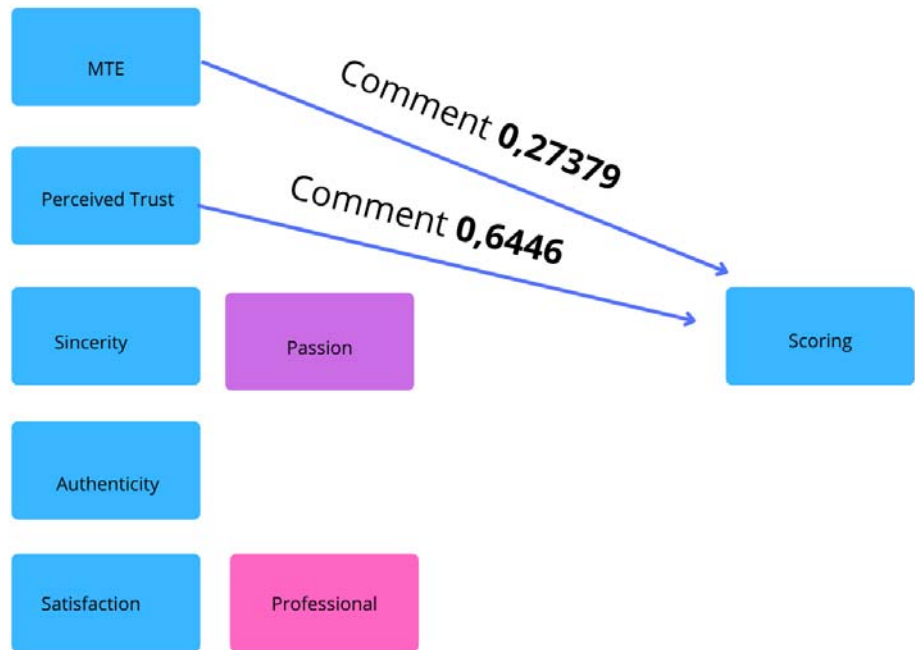 MTE
Comment 0,27379
Perceived Trust
Comment 0,6446
Sincerity
Passion
Scoring
Authenticity
Satisfaction
Professional